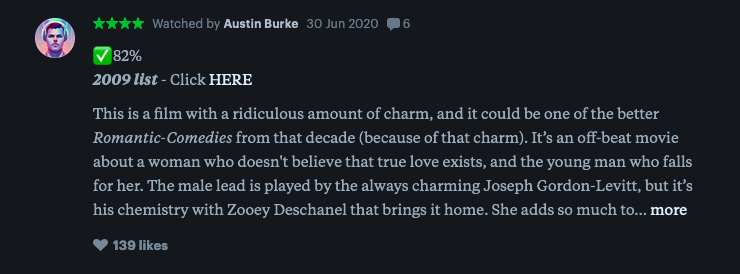 ★★★★ Watched by Austin Burke 30 Jun 2020 6
✅82%
2009 list - Click HERE
This is a film with a ridiculous amount of charm, and it could be one of the better
Romantic-Comedies from that decade (because of that charm). It’s an off-beat movie
about a woman who doesn't believe that true love exists, and the young man who falls
for her. The male lead is played by the always charming Joseph Gordon-Levitt, but it’s
his chemistry with Zooey Deschanel that brings it home. She adds so much to... more
139 likes